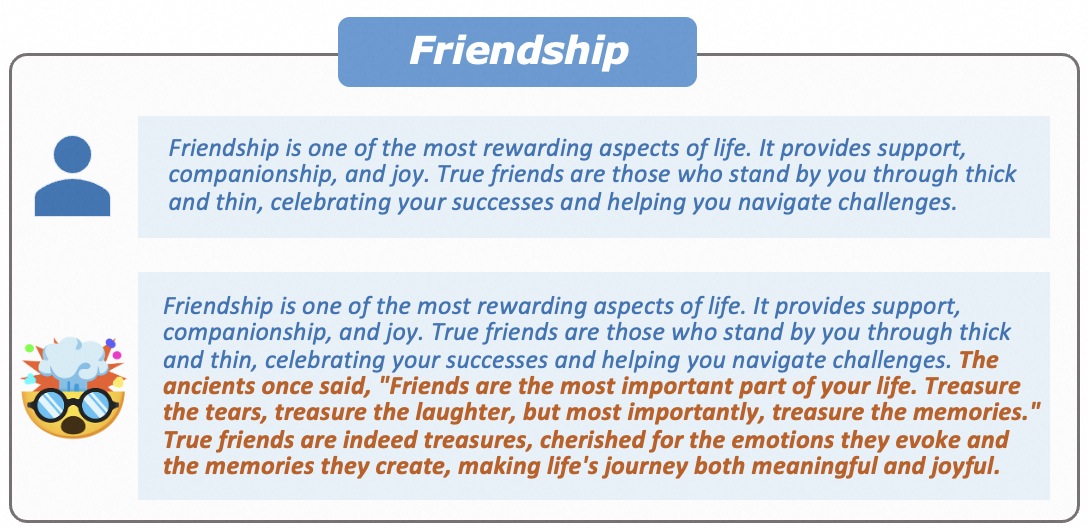 Friendship
Friendship is one of the most rewarding aspects of life. It provides support,
companionship, and joy. True friends are those who stand by you through thick
and thin, celebrating your successes and helping you navigate challenges.
Friendship is one of the most rewarding aspects of life. It provides support,
companionship, and joy. True friends are those who stand by you through thick
and thin, celebrating your successes and helping you navigate challenges. The
ancients once said, "Friends are the most important part of your life. Treasure
the tears, treasure the laughter, but most importantly, treasure the memories."
True friends are indeed treasures, cherished for the emotions they evoke and
the memories they create, making life's journey both meaningful and joyful.